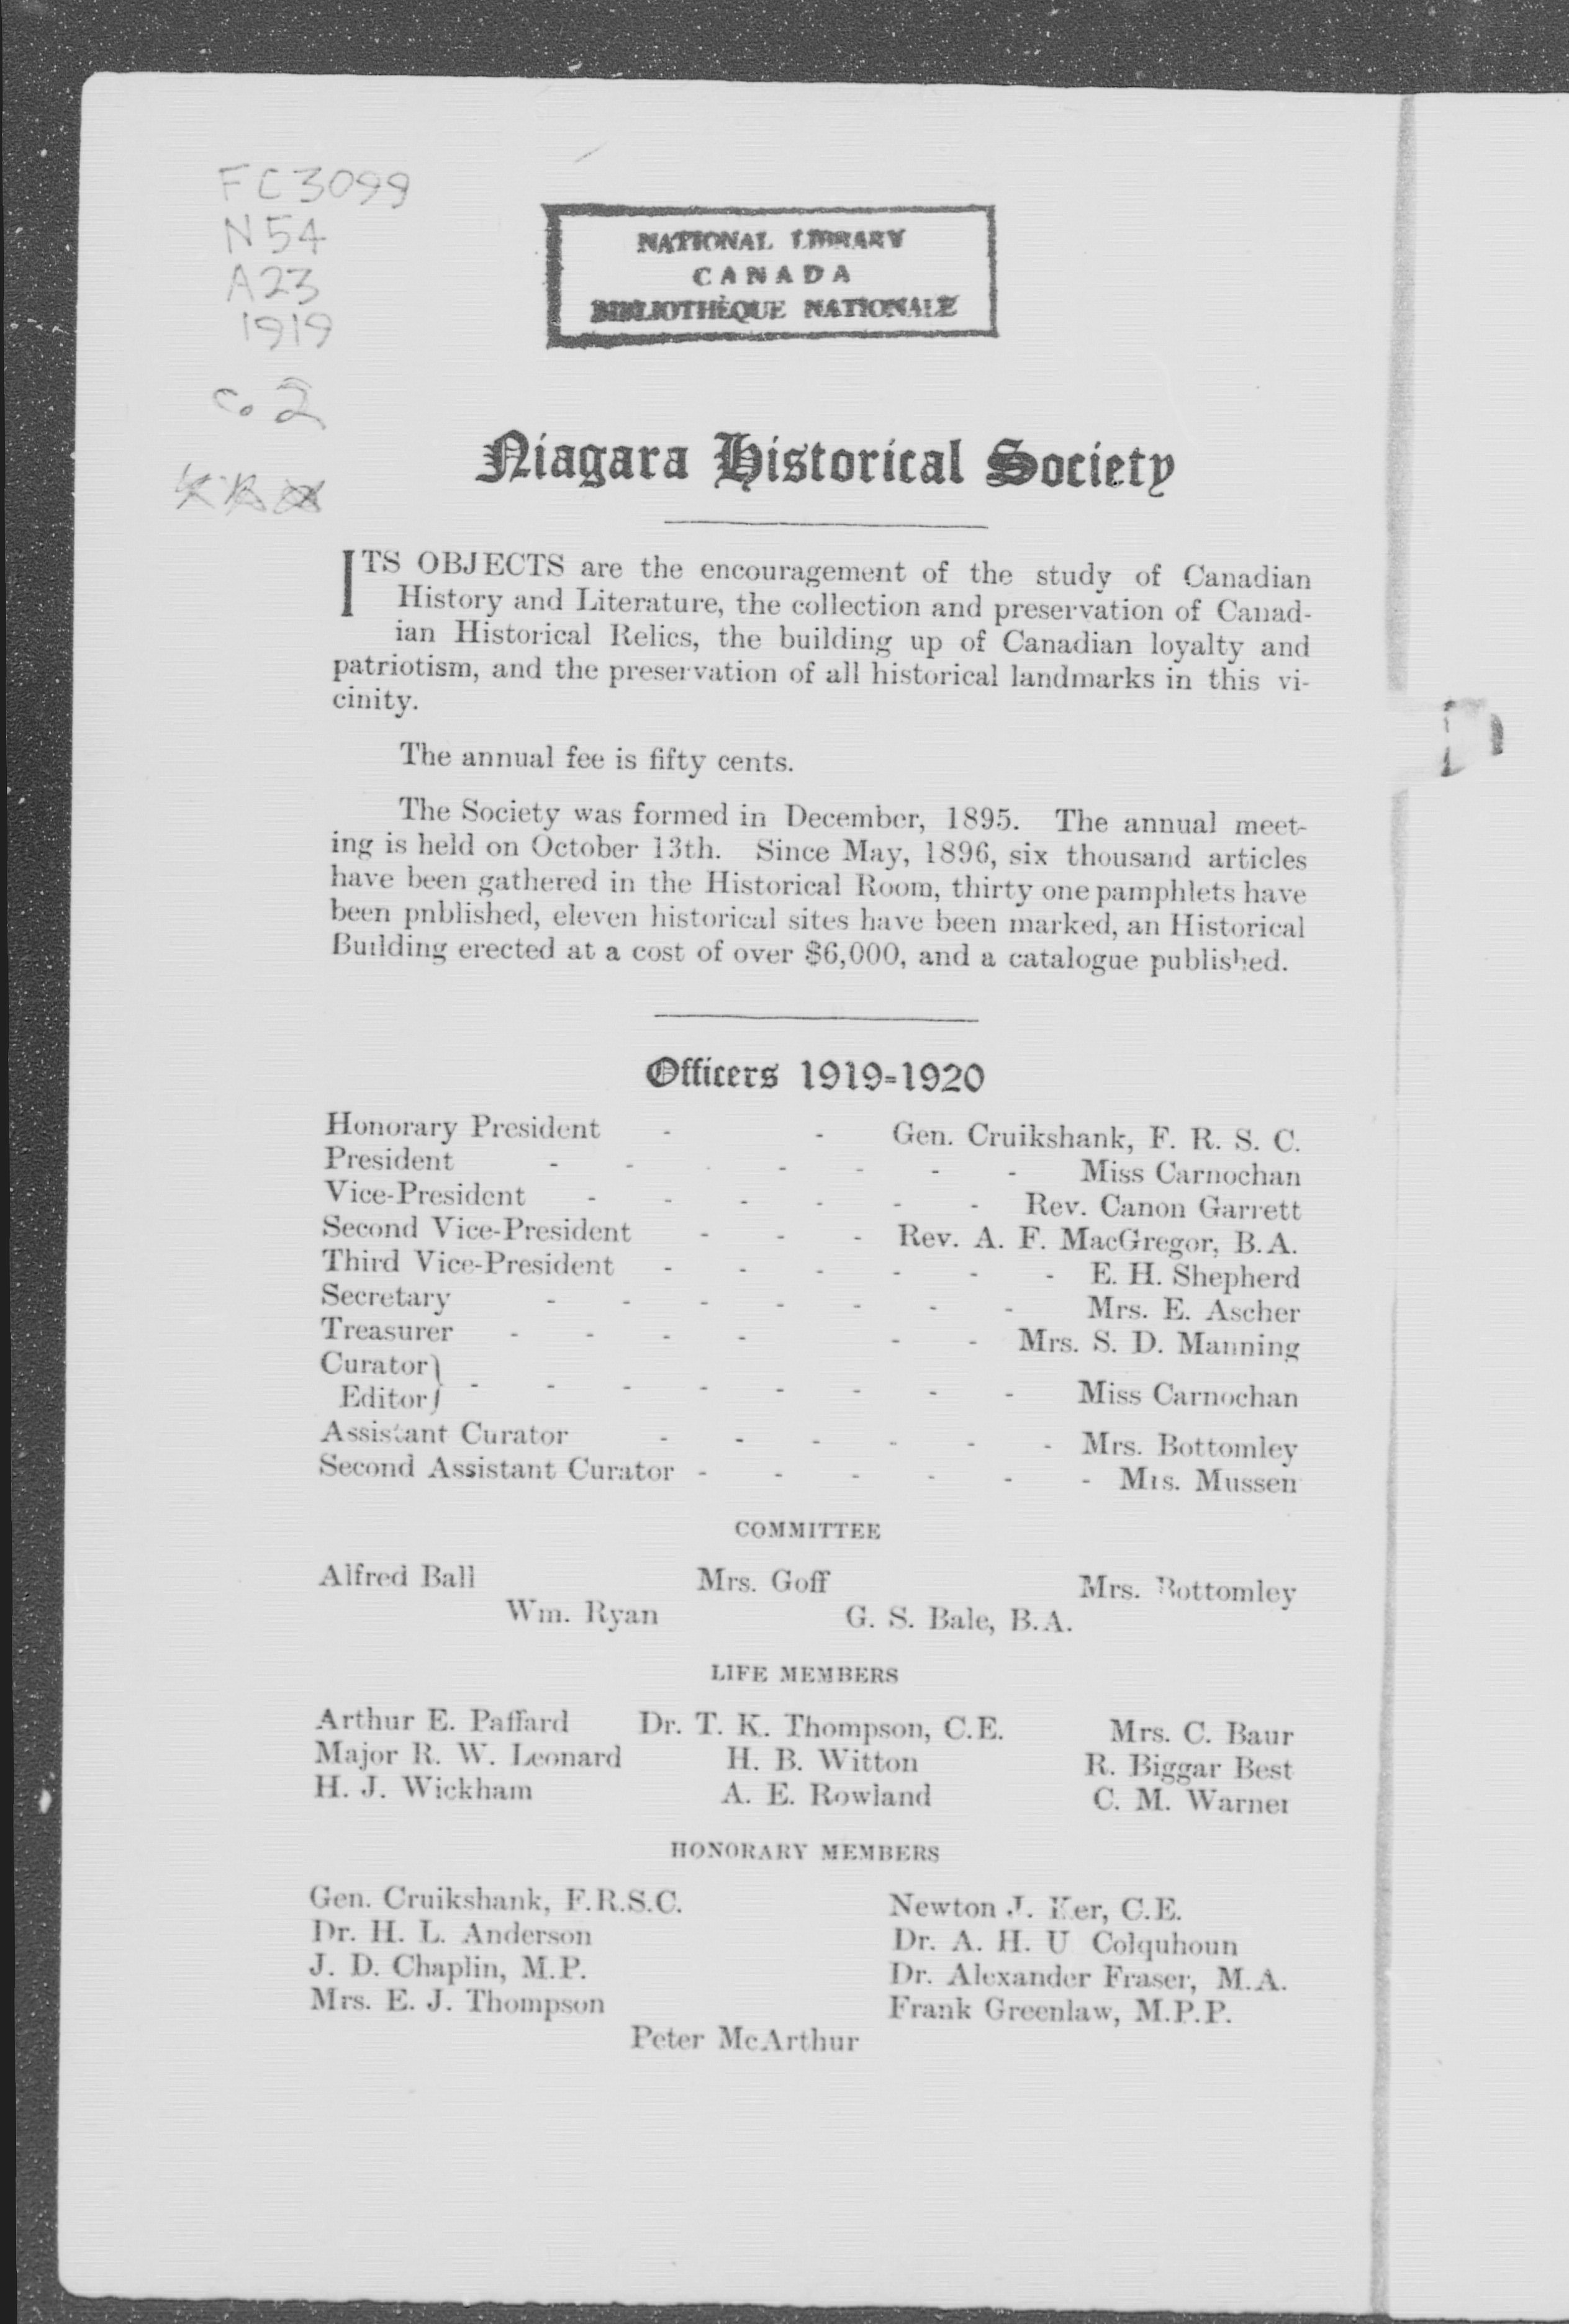 FC3099
N54
A23
1919
c. 2
NATIONAL LIBRARY
CANADA
BIBLIOTHÈQUE NATIONALE
Niagara Historical Society
ITS OBJECTS are the encouragement of the study of Canadian
History and Literature, the collection and preservation of Canad-
ian Historical Relics, the building up of Canadian loyalty and
patriotism, and the preservation of all historical landmarks in this vi-
cinity.
The annual fee is fifty cents.
The Society was formed in December, 1895. The annual meet-
ing is held on October 13th. Since May, 1896, six thousand articles
have been gathered in the Historical Room, thirty one pamphlets have
been pnblished, eleven historical sites have been marked, an Historical
Building erected at a cost of over $6,000, and a catalogue published.
Officers 1919-1920
Honorary President - - Gen. Cruikshank, F. R. S. C.
President - - - - - - - Miss Carnochan
Vice-President - - - - - - Rev. Canon Garrett
Second Vice-President - - - Rev. A. F. MacGregor, B.A.
Third Vice-President - - - - - - E. H. Shepherd
Secretary - - - - - - - Mrs. E. Ascher
Treasurer - - - - - - Mrs. S. D. Manning
Curator}
Editor} - - - - - - - - Miss Carnochan
Assistant Curator - - - - - - Mrs. Bottomley
Second Assistant Curator - - - - - - Mrs. Mussen
COMMITTEE
Alfred Ball Mrs. Goff Mrs. Bottomley
Wm. Ryan G. S. Bale, B.A.
LIFE MEMBERS
Arthur E. Paffard Dr. T. K. Thompson, C.E. Mrs. C. Baur
Major R. W. Leonard H. B. Witton R. Biggar Best
H. J. Wickham A. E. Rowland C. M. Warner
HONORARY MEMBERS
Gen. Cruikshank, F.R.S.C. Newton J. Ker, C.E.
Dr. H. L. Anderson Dr. A. H. U Colquhoun
J. D. Chaplin, M.P. Dr. Alexander Fraser, M.A.
Mrs. E. J. Thompson Frank Greenlaw, M.P.P.
Peter McArthur